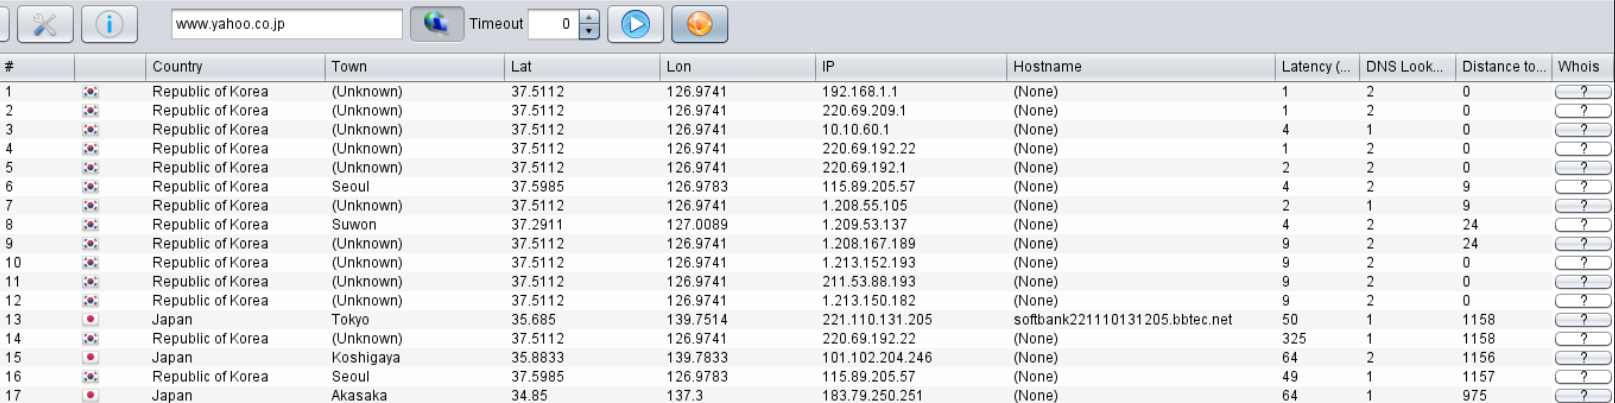 www.yahoo.co.jp Timeout 0
# Country Town Lat Lon IP Hostname Latency (... DNS Look... Distance to... Whois
1 Republic of Korea (Unknown) 37.5112 126.9741 192.168.1.1 (None) 1 2 0 ?
2 Republic of Korea (Unknown) 37.5112 126.9741 220.69.209.1 (None) 1 2 0 ?
3 Republic of Korea (Unknown) 37.5112 126.9741 10.10.60.1 (None) 4 1 0 ?
4 Republic of Korea (Unknown) 37.5112 126.9741 220.69.192.22 (None) 1 2 0 ?
5 Republic of Korea (Unknown) 37.5112 126.9741 220.69.192.1 (None) 2 2 0 ?
6 Republic of Korea Seoul 37.5985 126.9783 115.89.205.57 (None) 4 2 9 ?
7 Republic of Korea (Unknown) 37.5112 126.9741 1.208.55.105 (None) 2 1 9 ?
8 Republic of Korea Suwon 37.2911 127.0089 1.209.53.137 (None) 4 2 24 ?
9 Republic of Korea (Unknown) 37.5112 126.9741 1.208.167.189 (None) 9 2 24 ?
10 Republic of Korea (Unknown) 37.5112 126.9741 1.213.152.193 (None) 9 2 0 ?
11 Republic of Korea (Unknown) 37.5112 126.9741 211.53.88.193 (None) 9 2 0 ?
12 Republic of Korea (Unknown) 37.5112 126.9741 1.213.150.182 (None) 9 2 0 ?
13 Japan Tokyo 35.685 139.7514 221.110.131.205 softbank221110131205.bbtec.net 50 1 1158 ?
14 Republic of Korea (Unknown) 37.5112 126.9741 220.69.192.22 (None) 325 1 1158 ?
15 Japan Koshigaya 35.8833 139.7833 101.102.204.246 (None) 64 2 1156 ?
16 Republic of Korea Seoul 37.5985 126.9783 115.89.205.57 (None) 49 1 1157 ?
17 Japan Akasaka 34.85 137.3 183.79.250.251 (None) 64 1 975 ?